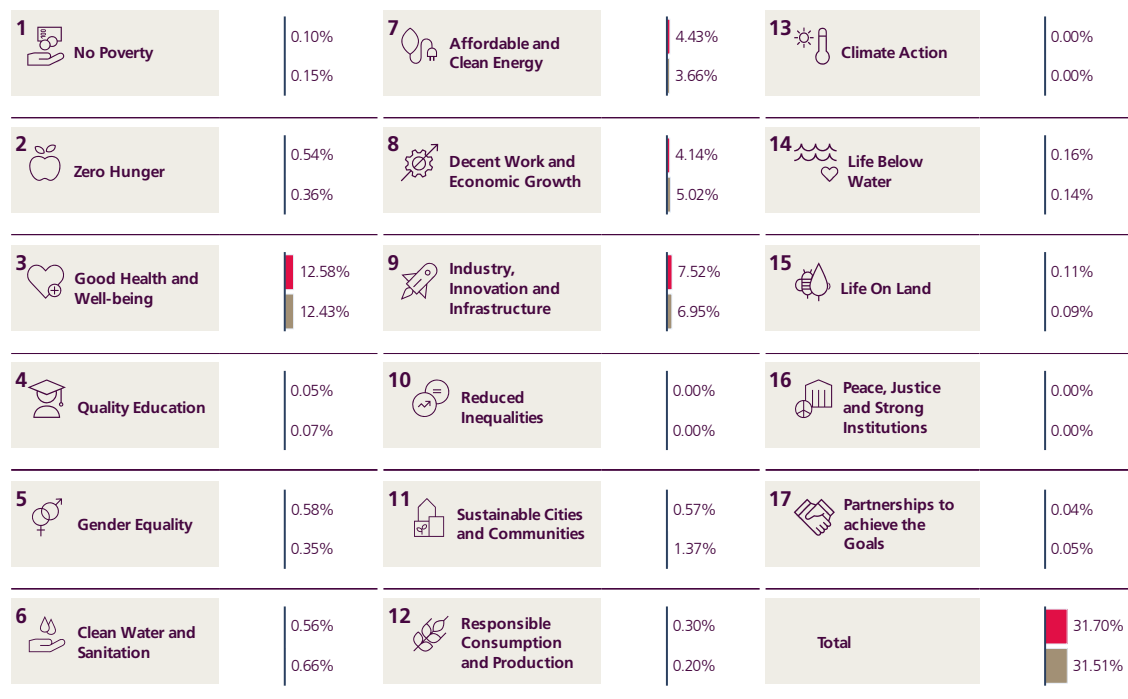 1
No Poverty
0.10%
0.15%
2
Zero Hunger
0.54%
0.36%
3
Good Health and
Well-being
12.58%
12.43%
4
Quality Education
0.05%
0.07%
5
Gender Equality
0.58%
0.35%
6
Clean Water and
Sanitation
0.56%
0.66%
7
Affordable and
Clean Energy
4.43%
3.66%
8
Decent Work and
Economic Growth
4.14%
5.02%
9
Industry,
Innovation and
Infrastructure
7.52%
6.95%
10
Reduced
Inequalities
0.00%
0.00%
11
Sustainable Cities
and Communities
0.57%
1.37%
12
Responsible
Consumption
and Production
0.30%
0.20%
13
Climate Action
0.00%
0.00%
14
Life Below
Water
0.16%
0.14%
15
Life On Land
0.11%
0.09%
16
Peace, Justice
and Strong
Institutions
0.00%
0.00%
17
Partnerships to
achieve the
Goals
0.04%
0.05%
Total
31.70%
31.51%